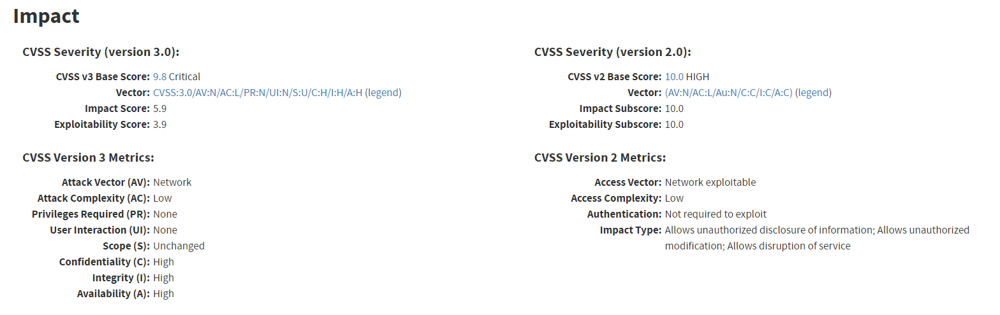 Impact
CVSS Severity (version 3.0):
CVSS v3 Base Score: 9.8 Critical
Vector: CVSS:3.0/AV:N/AC:L/PR:N/UI:N/S:U/C:H/I:H/A:H (legend)
Impact Score: 5.9
Exploitability Score: 3.9
CVSS Version 3 Metrics:
Attack Vector (AV): Network
Attack Complexity (AC): Low
Privileges Required (PR): None
User Interaction (UI): None
Scope (S): Unchanged
Confidentiality (C): High
Integrity (I): High
Availability (A): High
CVSS Severity (version 2.0):
CVSS v2 Base Score: 10.0 HIGH
Vector: (AV:N/AC:L/Au:N/C:C/I:C/A:C) (legend)
Impact Subscore: 10.0
Exploitability Subscore: 10.0
CVSS Version 2 Metrics:
Access Vector: Network exploitable
Access Complexity: Low
Authentication: Not required to exploit
Impact Type: Allows unauthorized disclosure of information; Allows unauthorized
modification; Allows disruption of service